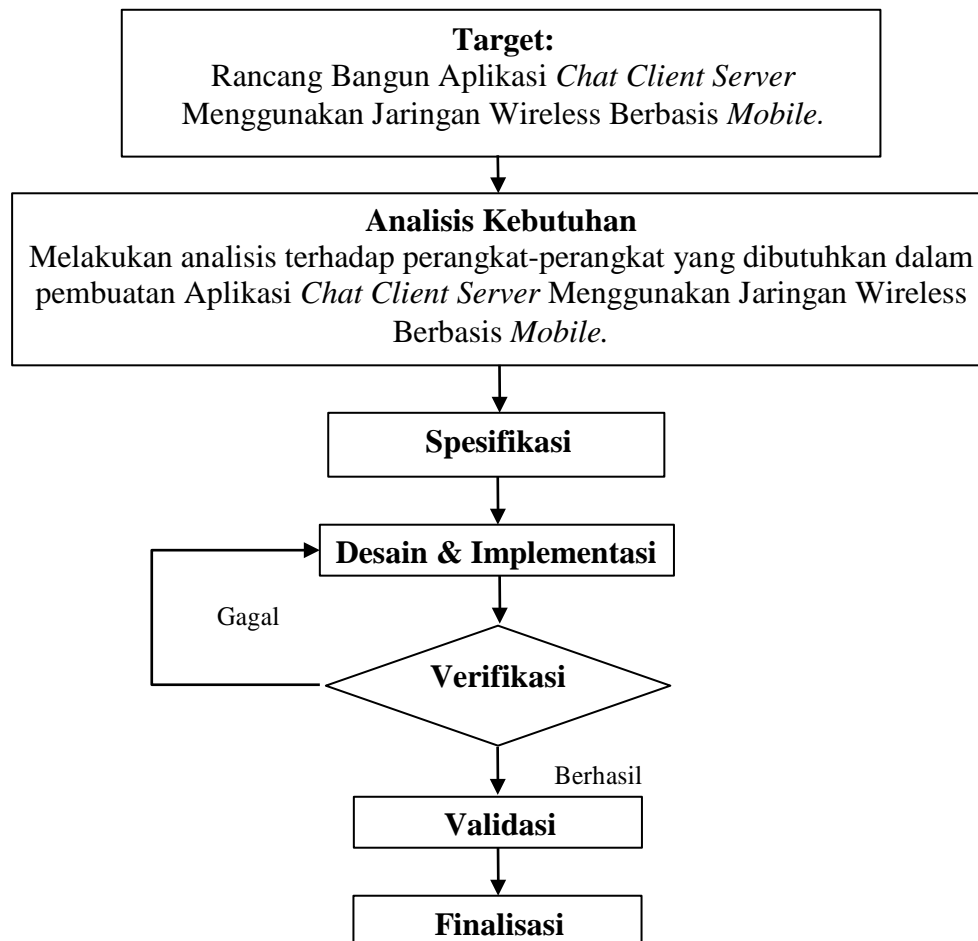 Target:
Rancang Bangun Aplikasi Chat Client Server
Menggunakan Jaringan Wireless Berbasis Mobile.
Analisis Kebutuhan
Melakukan analisis terhadap perangkat-perangkat yang dibutuhkan dalam
pembuatan Aplikasi Chat Client Server Menggunakan Jaringan Wireless
Berbasis Mobile.
Spesifikasi
Desain & Implementasi
Gagal
Verifikasi
Berhasil
Validasi
Finalisasi